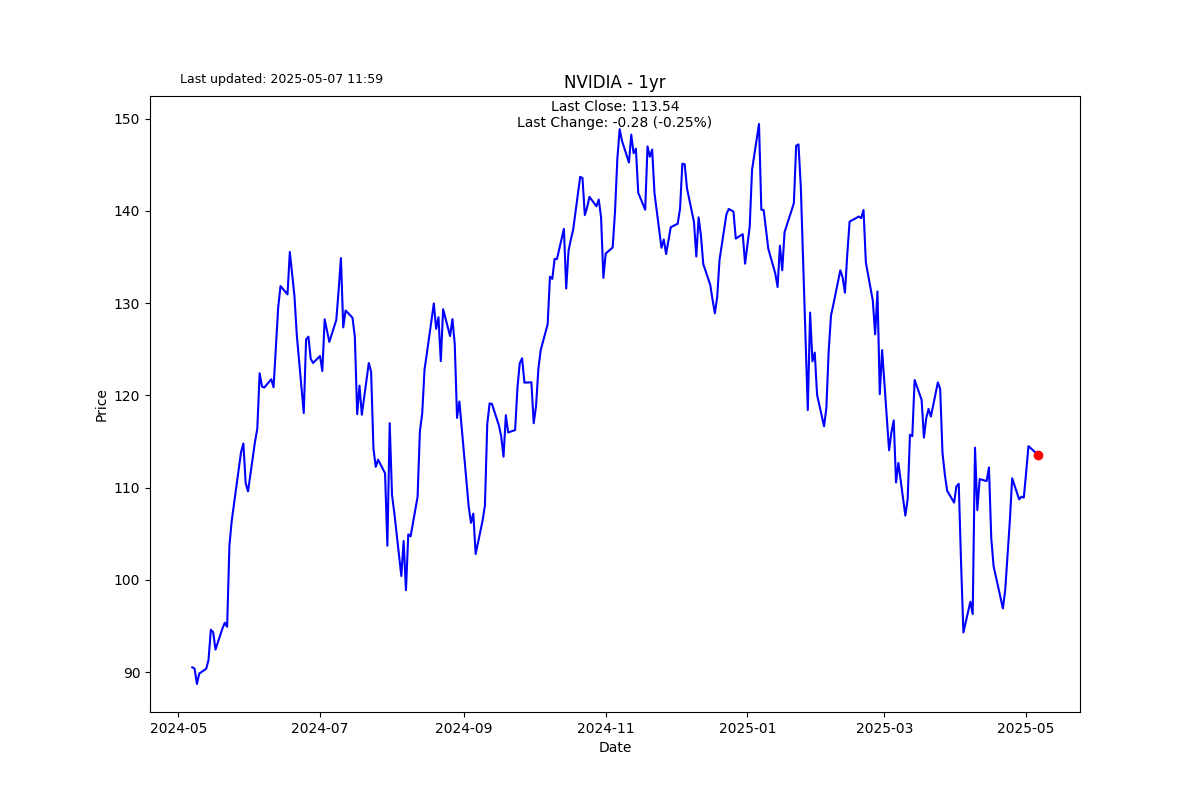 Last updated: 2025-05-07 11:59
NVIDIA - 1yr
Last Close: 113.54
Last Change: -0.28 (-0.25%)
150
140
130
120
110
100
90
Price
2024-05
2024-07
2024-09
2024-11
2025-01
2025-03
2025-05
Date